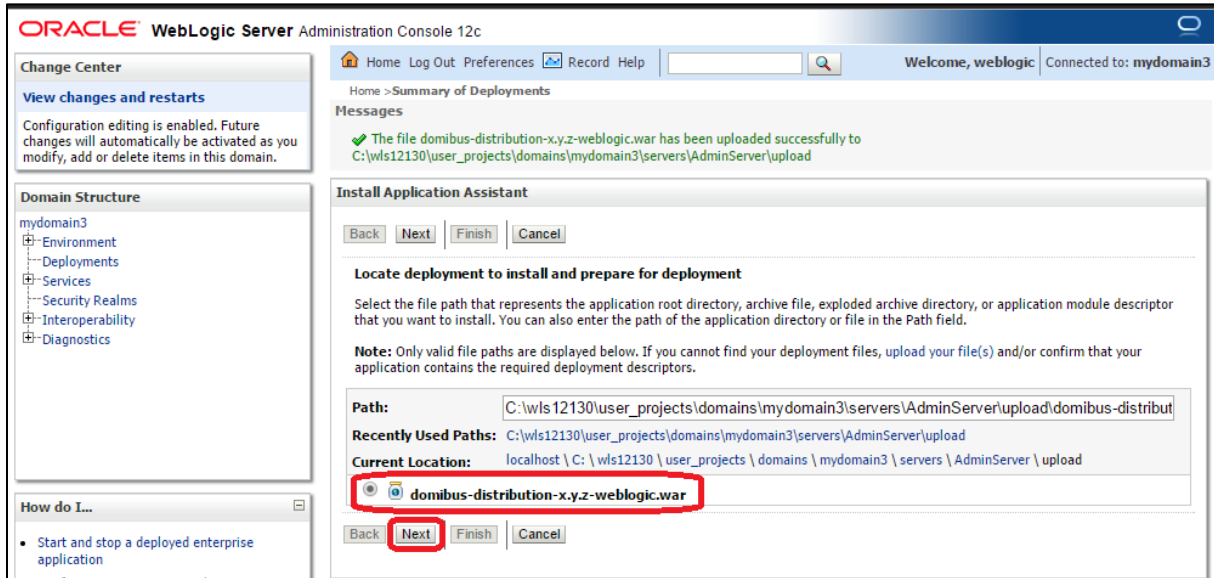 ORACLE WebLogic Server Administration Console 12c
Change Center
View changes and restarts
Configuration editing is enabled. Future
changes will automatically be activated as you
modify, add or delete items in this domain.
Domain Structure
mydomain3
Environment
Deployments
Services
Security Realms
Interoperability
Diagnostics
How do I...
Start and stop a deployed enterprise
application
Home Log Out Preferences Record Help
Welcome, weblogic Connected to: mydomain3
Home >Summary of Deployments
Messages
The file domibus-distribution-x.y.z-weblogic.war has been uploaded successfully to
C:\wls12130\user_projects\domains\mydomain3\servers\AdminServer\upload
Install Application Assistant
Back Next Finish Cancel
Locate deployment to install and prepare for deployment
Select the file path that represents the application root directory, archive file, exploded archive directory, or application module descriptor
that you want to install. You can also enter the path of the application directory or file in the Path field.
Note: Only valid file paths are displayed below. If you cannot find your deployment files, upload your file(s) and/or confirm that your
application contains the required deployment descriptors.
Path: C:\wls12130\user_projects\domains\mydomain3\servers\AdminServer\upload\domibus-distribut
Recently Used Paths: C:\wls12130\user_projects\domains\mydomain3\servers\AdminServer\upload
Current Location: localhost \ C: \ wls12130 \ user_projects \ domains \ mydomain3 \ servers \ AdminServer \ upload
domibus-distribution-x.y.z-weblogic.war
Back Next Finish Cancel